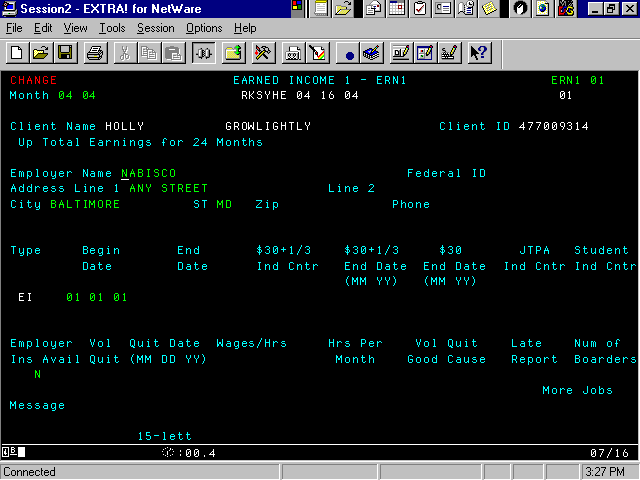 Session2 - EXTRA! for NetWare
File Edit View Tools Session Options Help
CHANGE EARNED INCOME 1 - ERN1 ERN1 01
Month 04 04 RKSYHE 04 16 04 01
Client Name HOLLY GROWLIGHTLY Client ID 477009314
Up Total Earnings for 24 Months
Employer Name NABISCO Federal ID
Address Line 1 ANY STREET Line 2
City BALTIMORE ST MD Zip Phone
Type Begin End $30+1/3 $30+1/3 $30 JTPA Student
Date Date Ind Cntr End Date End Date Ind Cntr Ind Cntr
(MM YY) (MM YY)
EI 01 01 01
Employer Vol Quit Date Wages/Hrs Hrs Per Vol Quit Late Num of
Ins Avail Quit (MM DD YY) Month Good Cause Report Boarders
N
More Jobs
Message
15-lett
:00.4 07/16
Connected 3:27 PM